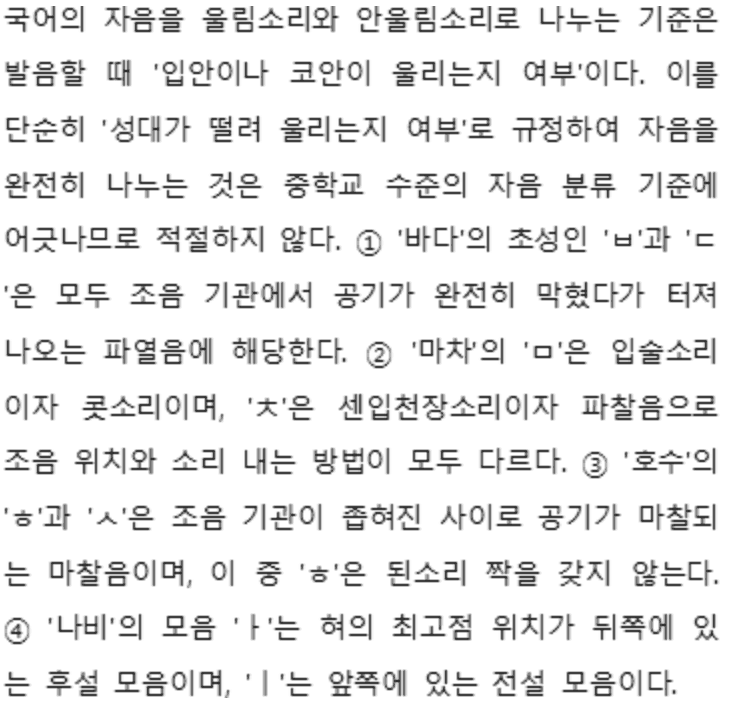 국어의 자음을 울림소리와 안울림소리로 나누는 기준은
발음할 때 '입안이나 코안이 울리는지 여부'이다. 이를
단순히 '성대가 떨려 울리는지 여부'로 규정하여 자음을
완전히 나누는 것은 중학교 수준의 자음 분류 기준에
어긋나므로 적절하지 않다. ① '바다'의 초성인 'ㅂ'과 'ㄷ
'은 모두 조음 기관에서 공기가 완전히 막혔다가 터져
나오는 파열음에 해당한다. ② '마차'의 'ㅁ'은 입술소리
이자 콧소리이며, 'ㅊ'은 센입천장소리이자 파찰음으로
조음 위치와 소리 내는 방법이 모두 다르다. ③ '호수'의
'ㅎ'과 'ㅅ'은 조음 기관이 좁혀진 사이로 공기가 마찰되
는 마찰음이며, 이 중 'ㅎ'은 된소리 짝을 갖지 않는다.
④ '나비'의 모음 'ㅏ'는 혀의 최고점 위치가 뒤쪽에 있
는 후설 모음이며, 'ㅣ'는 앞쪽에 있는 전설 모음이다.